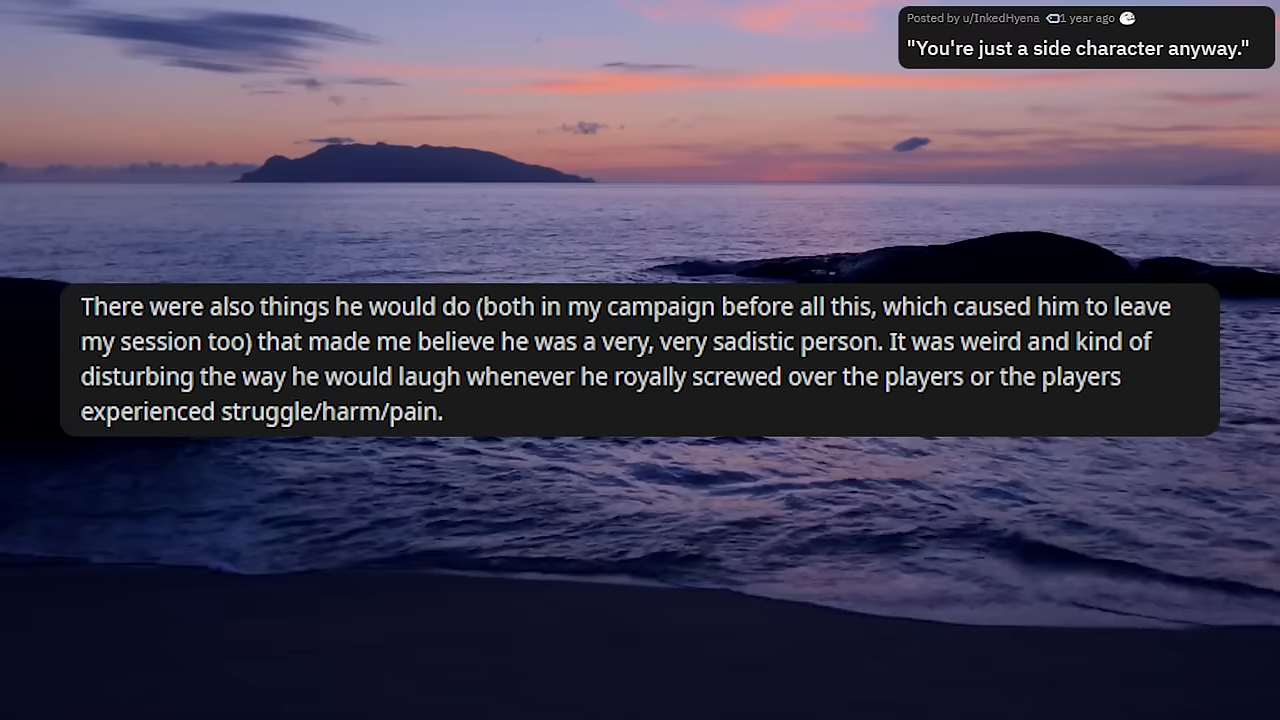 Posted by u/InkedHyena 1 year ago
"You're just a side character anyway."
There were also things he would do (both in my campaign before all this, which caused him to leave
my session too) that made me believe he was a very, very sadistic person. It was weird and kind of
disturbing the way he would laugh whenever he royally screwed over the players or the players
experienced struggle/harm/pain.